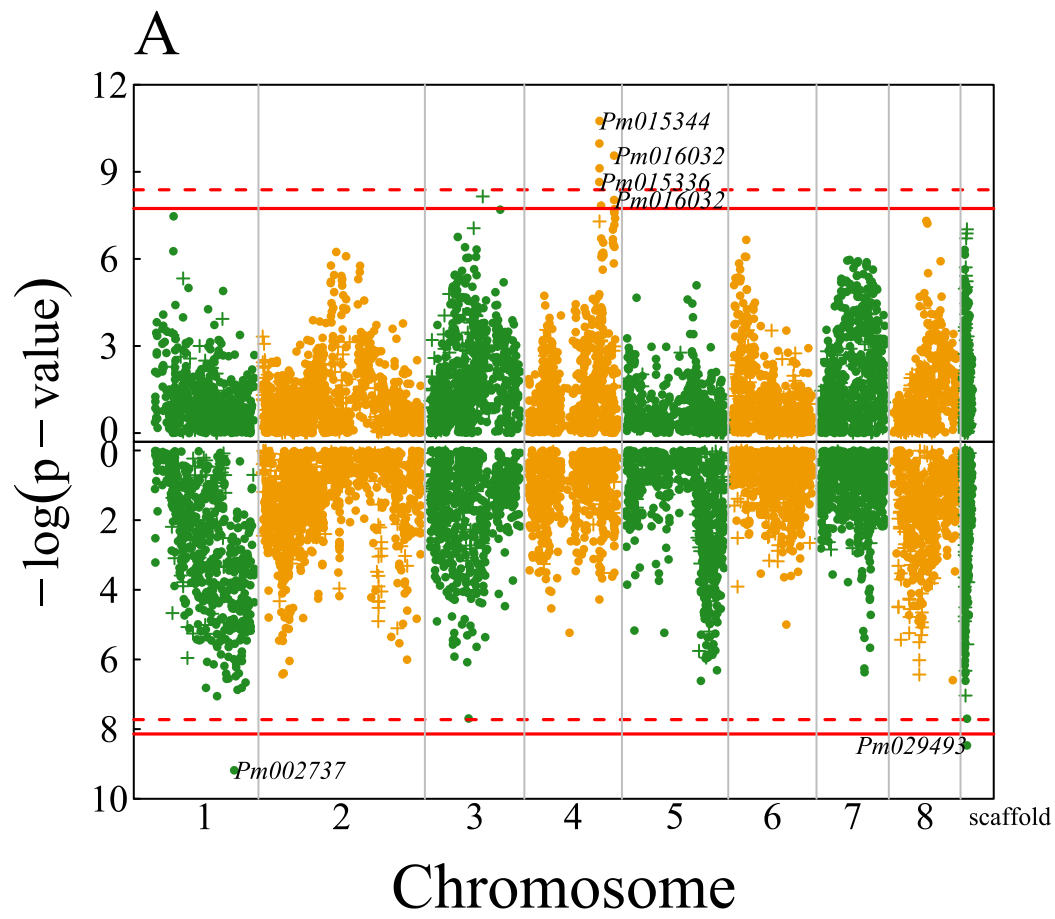 A
12
Pm015344
Pm016032
9
Pm015336
Pm016032
6
3
0
−log(p − value)
0
2
4
6
8
Pm029493
Pm002737
10
1 2 3 4 5 6 7 8 scaffold
Chromosome